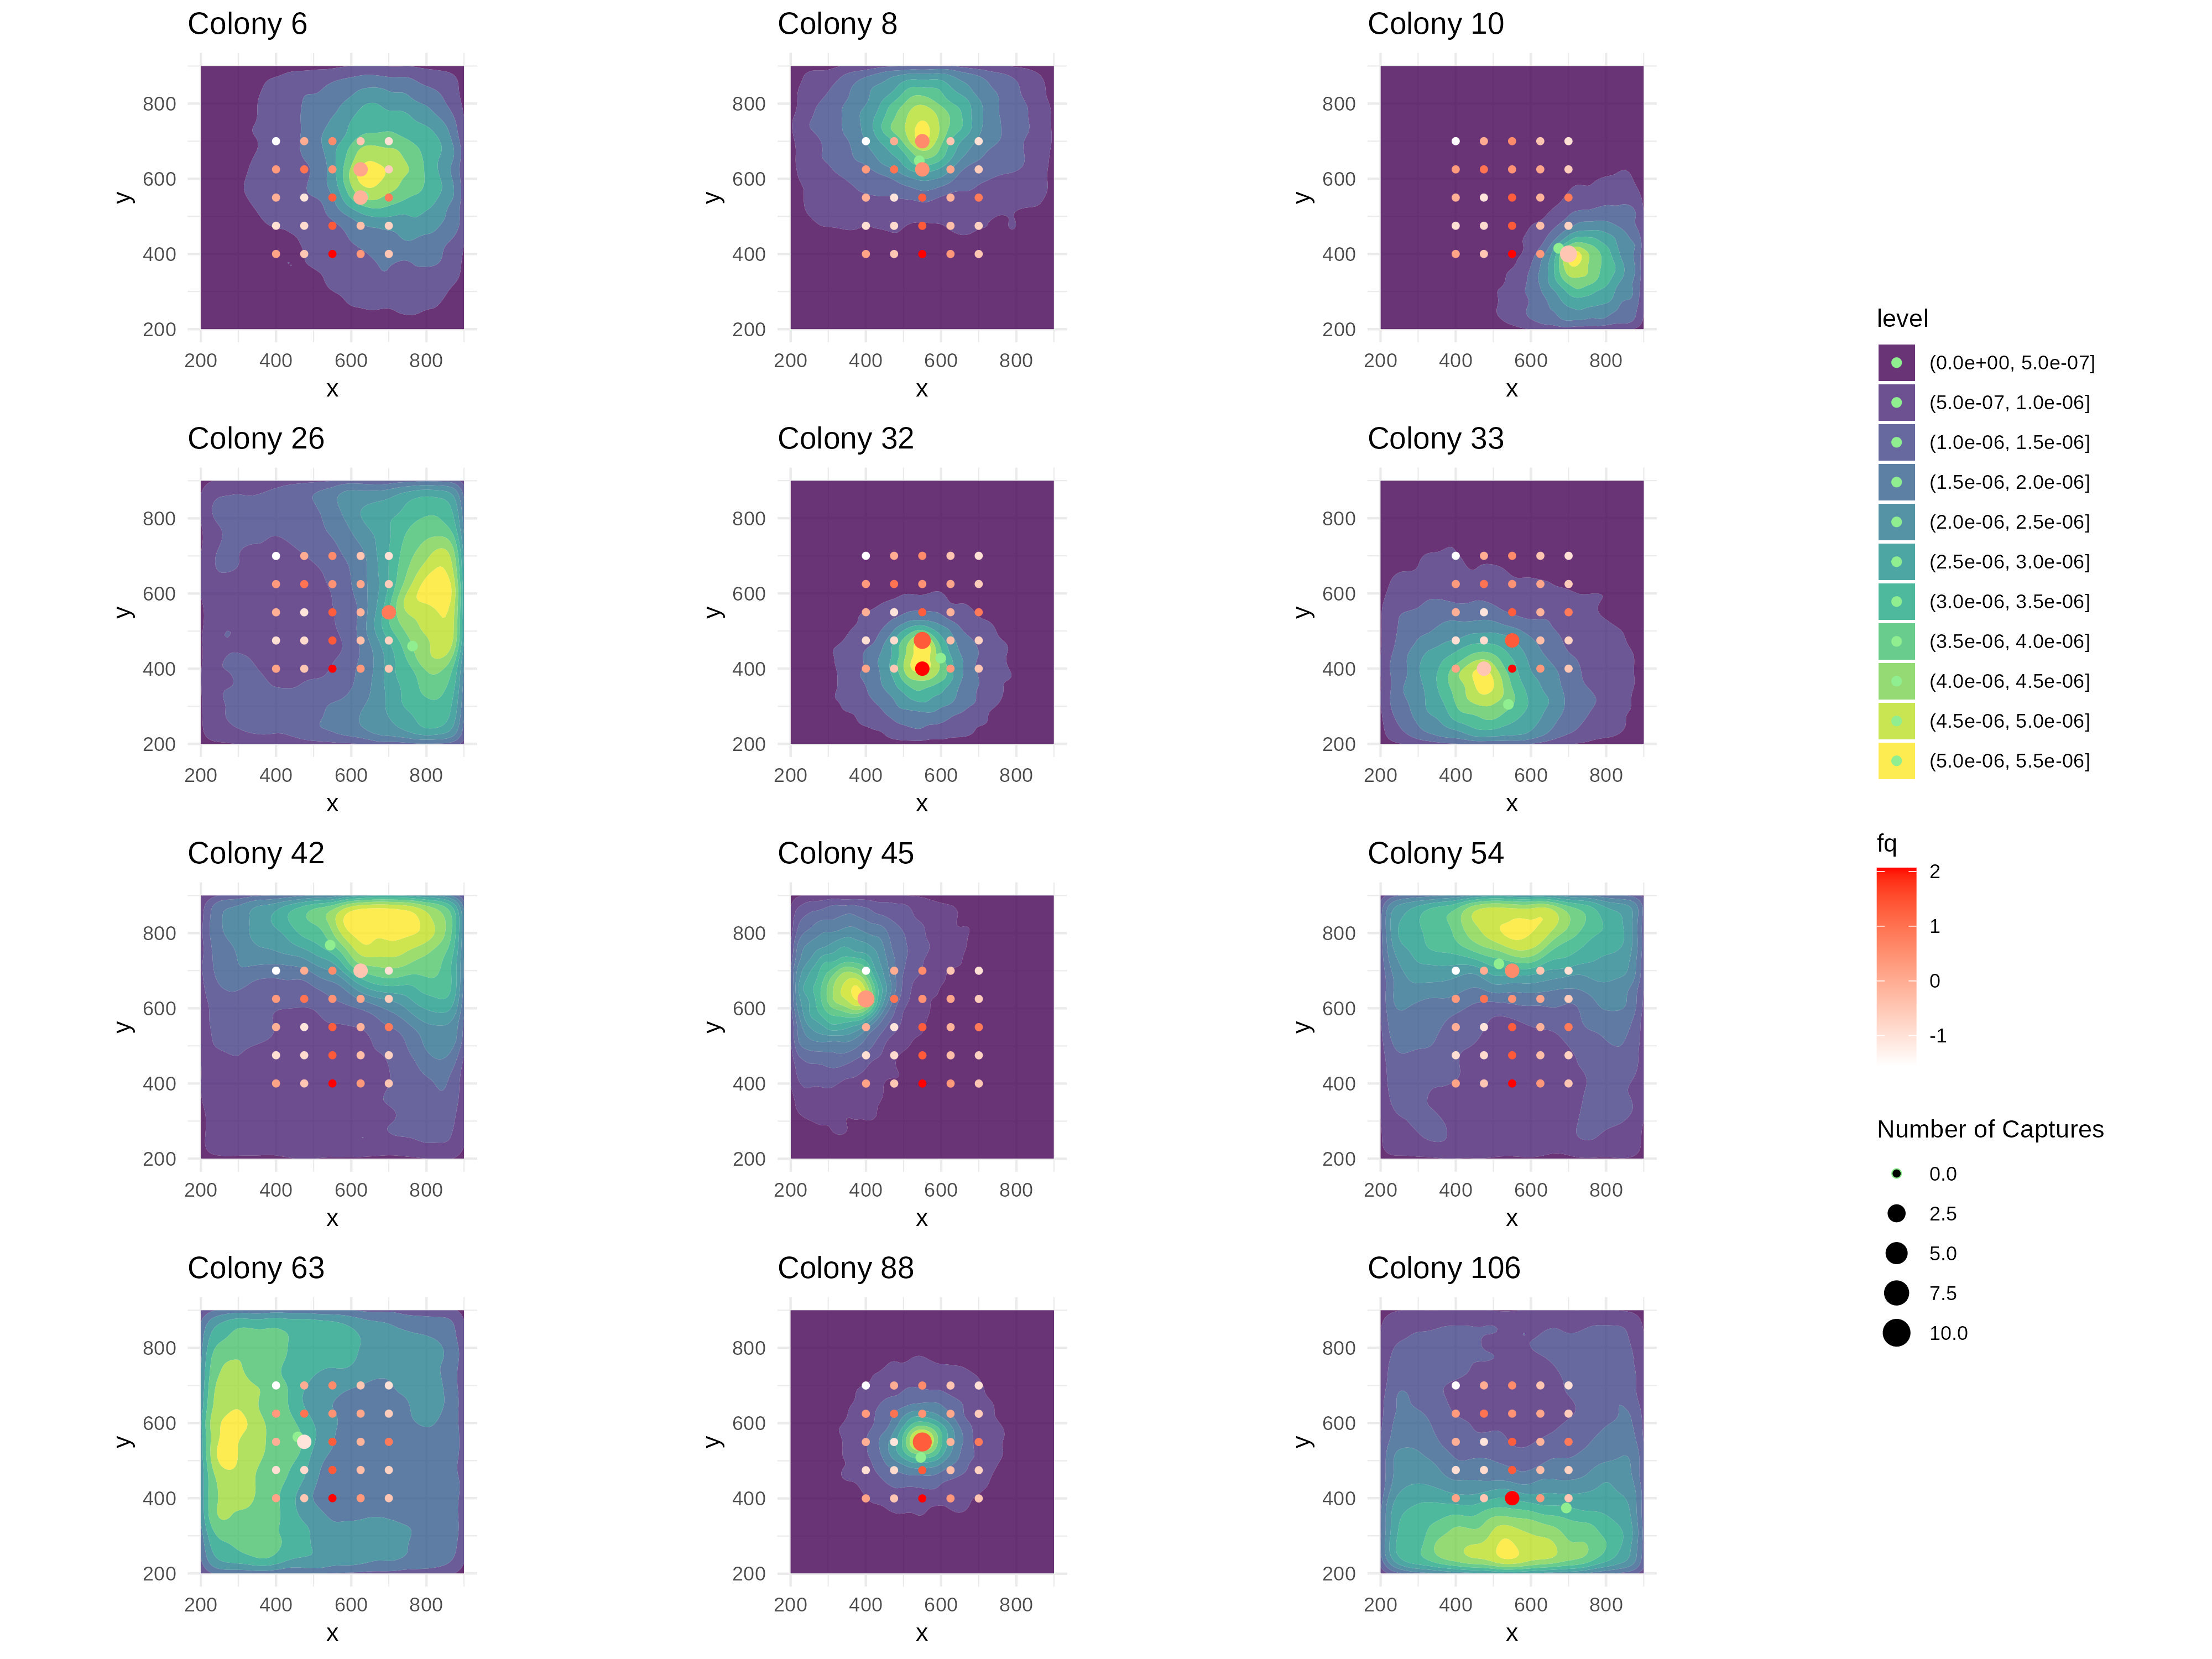 Colony 6
Colony 8
Colony 10
800
600
400
200
y
200 400 600 800
x
800
600
400
200
y
200 400 600 800
x
800
600
400
200
y
200 400 600 800
x
Colony 26
Colony 32
Colony 33
800
600
400
200
y
200 400 600 800
x
800
600
400
200
y
200 400 600 800
x
800
600
400
200
y
200 400 600 800
x
Colony 42
Colony 45
Colony 54
800
600
400
200
y
200 400 600 800
x
800
600
400
200
y
200 400 600 800
x
800
600
400
200
y
200 400 600 800
x
Colony 63
Colony 88
Colony 106
800
600
400
200
y
200 400 600 800
x
800
600
400
200
y
200 400 600 800
x
800
600
400
200
y
200 400 600 800
x
level
(0.0e+00, 5.0e-07]
(5.0e-07, 1.0e-06]
(1.0e-06, 1.5e-06]
(1.5e-06, 2.0e-06]
(2.0e-06, 2.5e-06]
(2.5e-06, 3.0e-06]
(3.0e-06, 3.5e-06]
(3.5e-06, 4.0e-06]
(4.0e-06, 4.5e-06]
(4.5e-06, 5.0e-06]
(5.0e-06, 5.5e-06]
fq
2
1
0
-1
Number of Captures
0.0
2.5
5.0
7.5
10.0